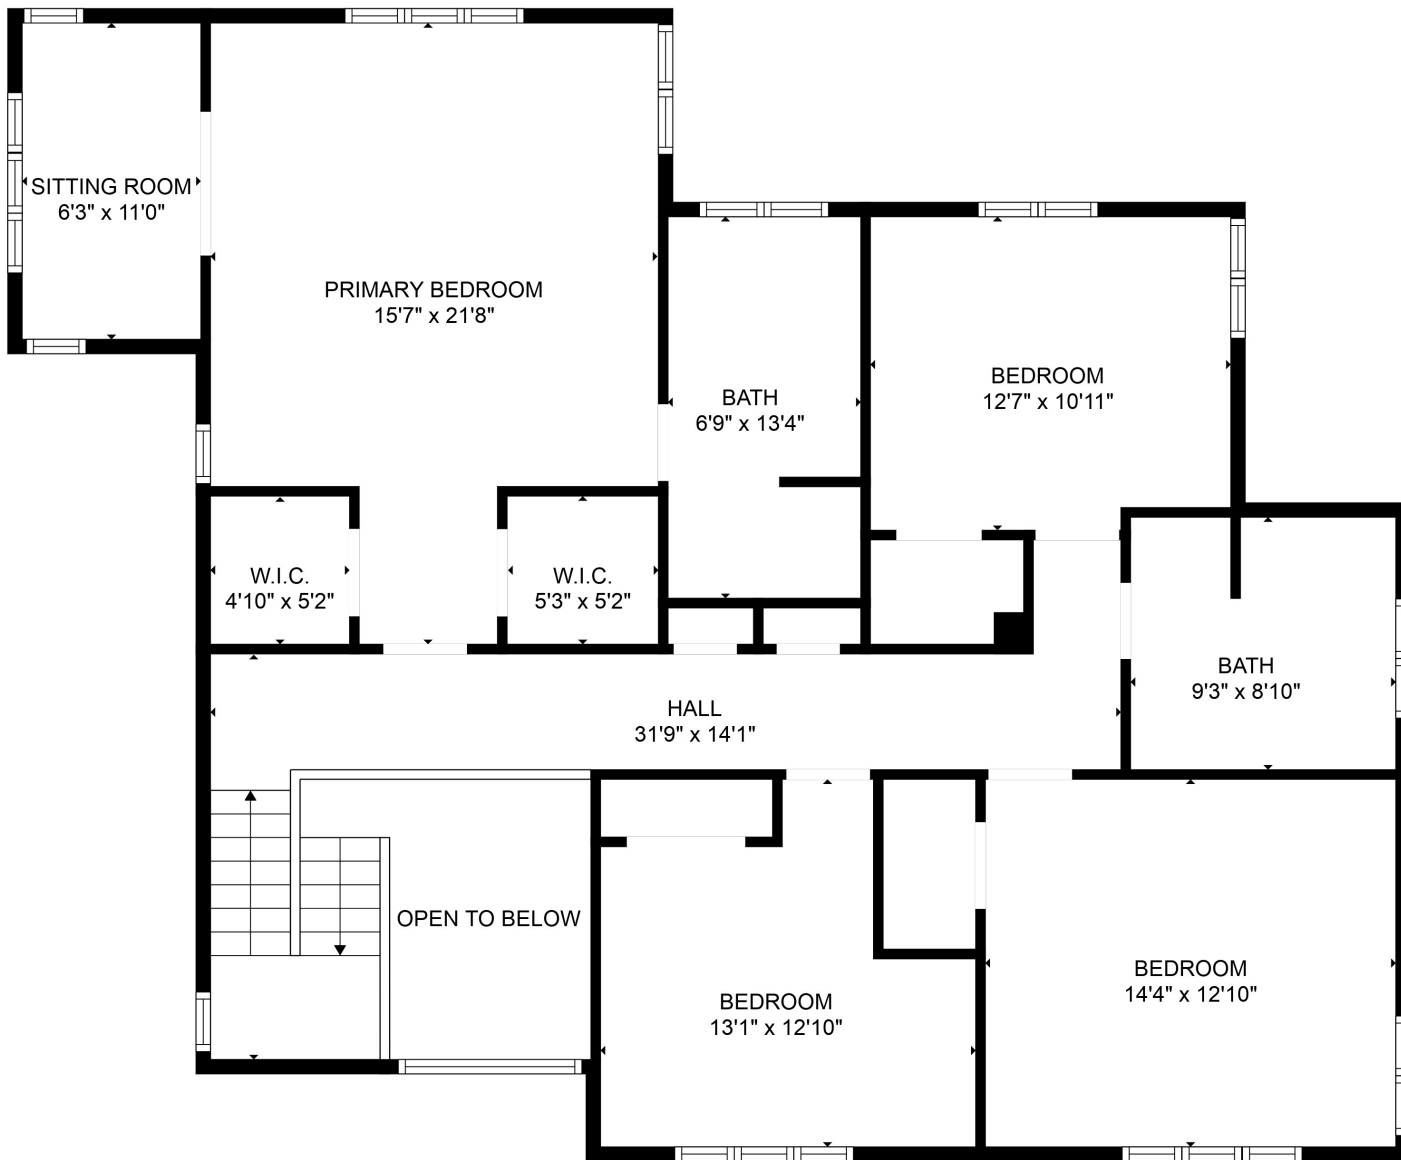 SITTING ROOM
6'3" x 11'0"
PRIMARY BEDROOM
15'7" x 21'8"
BATH
6'9" x 13'4"
BEDROOM
12'7" x 10'11"
W.I.C.
4'10" x 5'2"
W.I.C.
5'3" x 5'2"
BATH
9'3" x 8'10"
HALL
31'9" x 14'1"
OPEN TO BELOW
BEDROOM
13'1" x 12'10"
BEDROOM
14'4" x 12'10"